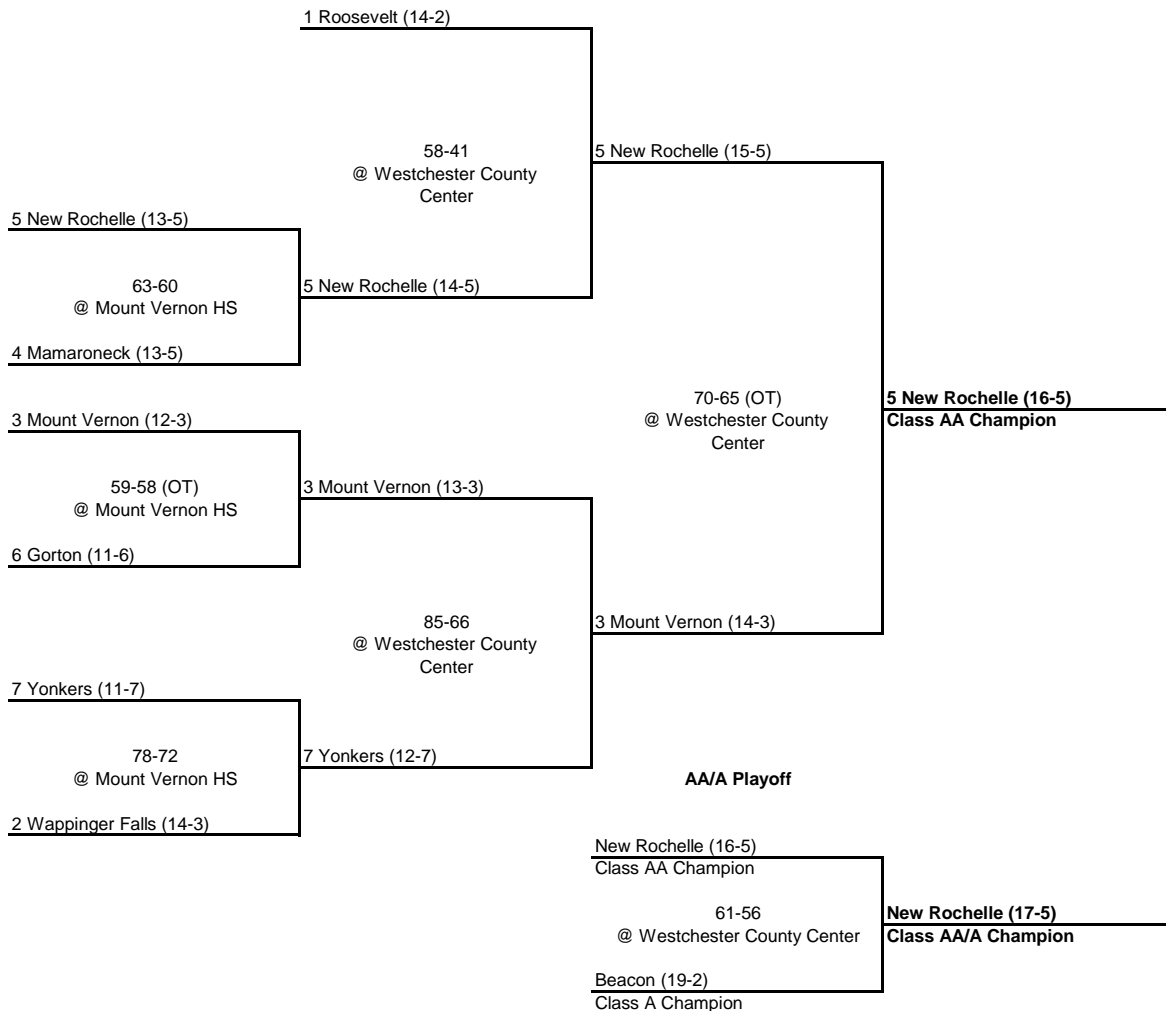 1 Roosevelt (14-2)
58-41
@ Westchester County
Center
5 New Rochelle (15-5)
5 New Rochelle (13-5)
63-60
@ Mount Vernon HS
5 New Rochelle (14-5)
4 Mamaroneck (13-5)
70-65 (OT)
@ Westchester County
Center
5 New Rochelle (16-5)
Class AA Champion
3 Mount Vernon (12-3)
59-58 (OT)
@ Mount Vernon HS
3 Mount Vernon (13-3)
6 Gorton (11-6)
85-66
@ Westchester County
Center
3 Mount Vernon (14-3)
7 Yonkers (11-7)
78-72
@ Mount Vernon HS
7 Yonkers (12-7)
2 Wappinger Falls (14-3)
AA/A Playoff
New Rochelle (16-5)
Class AA Champion
61-56
@ Westchester County Center
New Rochelle (17-5)
Class AA/A Champion
Beacon (19-2)
Class A Champion